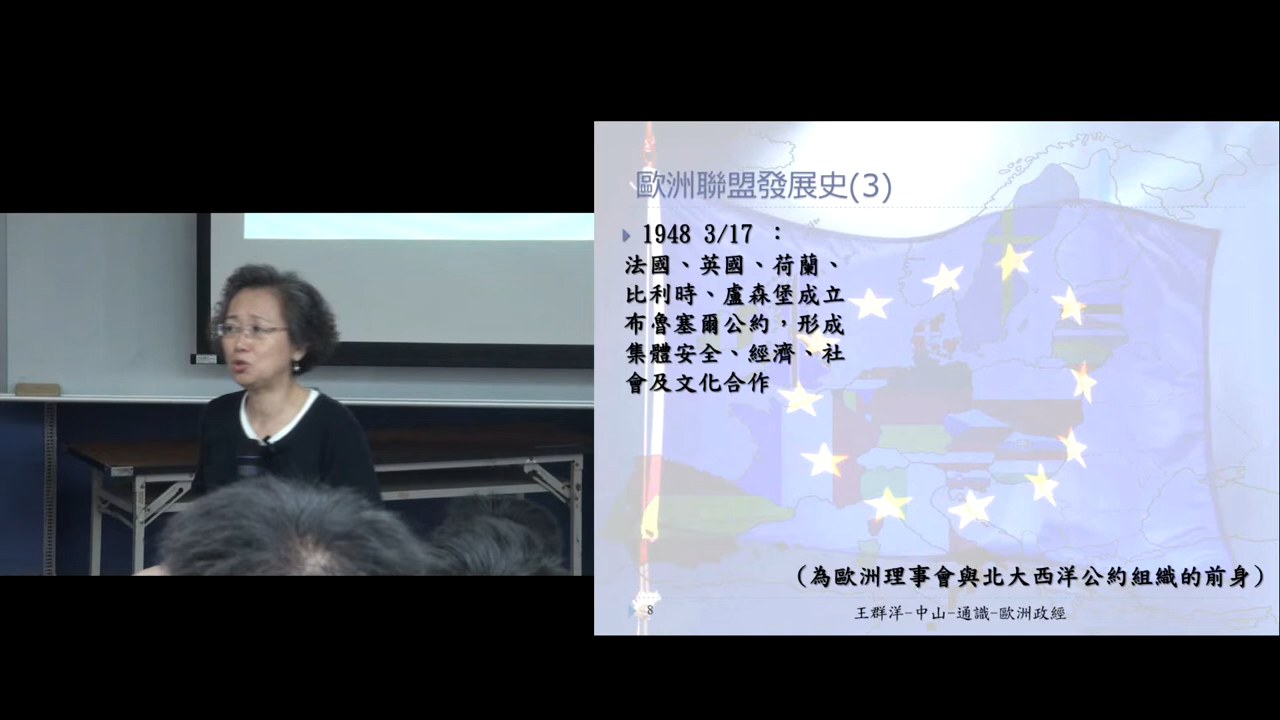 歐洲聯盟發展史(3)
1948 3/17 ：
法國、英國、荷蘭、
比利時、盧森堡成立
布魯塞爾公約，形成
集體安全、經濟、社
會及文化合作
(為歐洲理事會與北大西洋公約組織的前身)
8
王群洋-中山-通識-歐洲政經